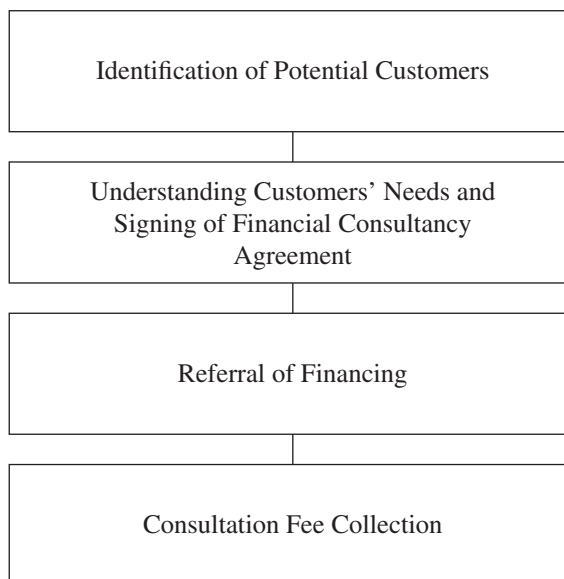 Identification of Potential Customers
Understanding Customers’ Needs and
Signing of Financial Consultancy
Agreement
Referral of Financing
Consultation Fee Collection